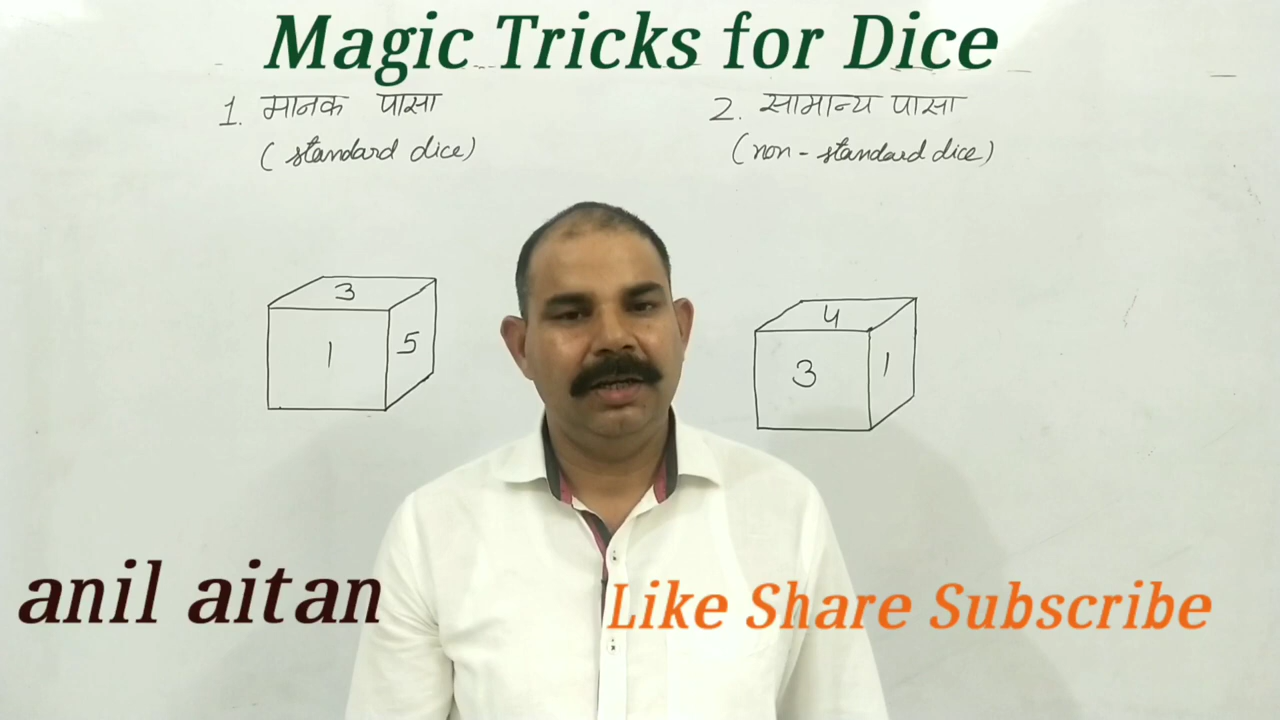 Magic Tricks for Dice
1. मानक पासा
(standard dice)
2. सामान्य पासा
(non-standard dice)
3
1
5
4
3
1
anil aitan
Like Share Subscribe